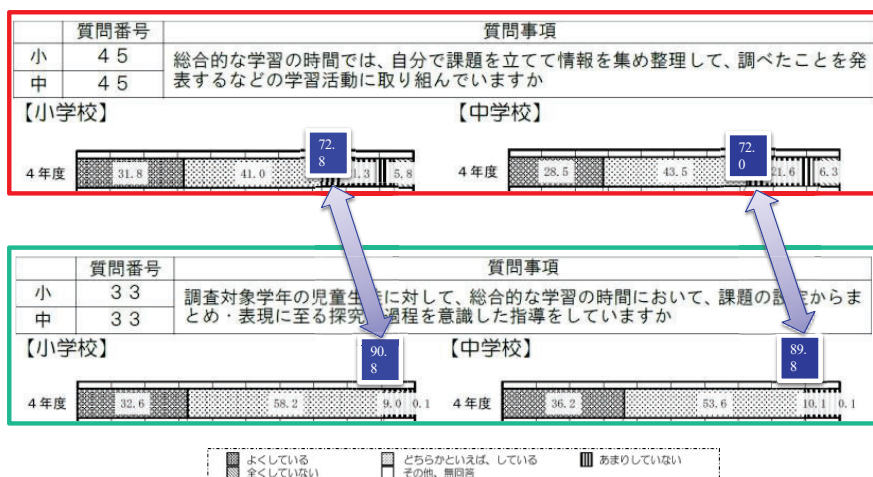 質問番号 質問事項
小 45 総合的な学習の時間では、自分で課題を立てて情報を集め整理して、調べたことを発
中 45 表するなどの学習活動に取り組んでいますか
【小学校】 【中学校】
72.8 72.0
4年度 31.8 41.0 1.3 5.8 4年度 28.5 43.5 21.6 6.3
質問番号 質問事項
小 33 調査対象学年の児童生徒に対して、総合的な学習の時間において、課題の設定からま
中 33 とめ・表現に至る探究 過程を意識した指導をしていますか
【小学校】 【中学校】
90.8 89.8
4年度 32.6 58.2 9.0 0.1 4年度 36.2 53.6 10.1 0.1
よくしている どちらかといえば、している あまりしていない
全くしていない その他、無回答